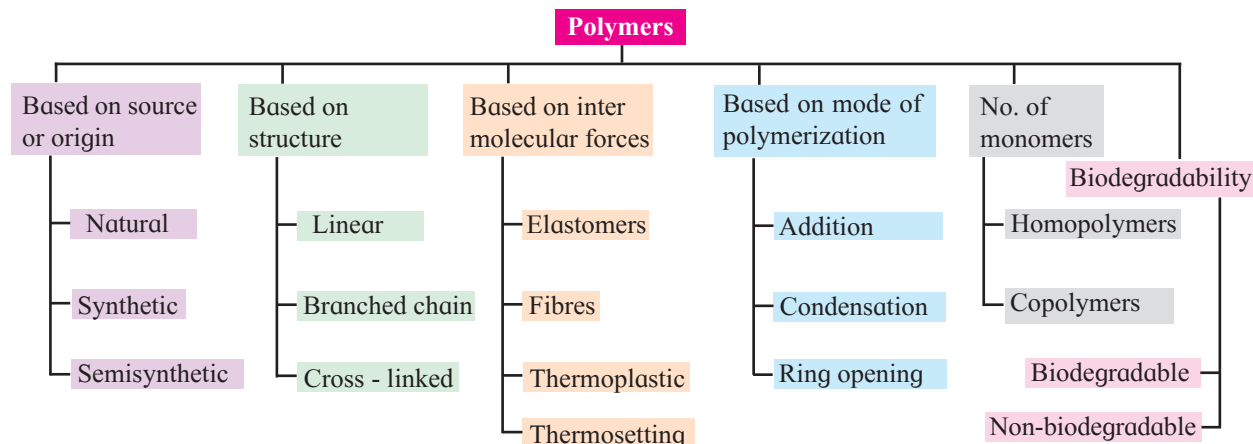 Polymers
Based on source
or origin
Natural
Synthetic
Semisynthetic
Based on
structure
Linear
Branched chain
Cross - linked
Based on inter
molecular forces
Elastomers
Fibres
Thermoplastic
Thermosetting
Based on mode of
polymerization
Addition
Condensation
Ring opening
No. of
monomers
Homopolymers
Copolymers
Biodegradability
Biodegradable
Non-biodegradable